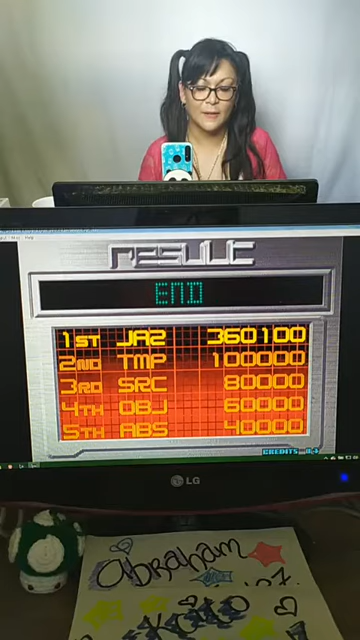 RESULT
END
1ST JAZ 360100
2ND TMP 100000
3RD SRC 80000
4TH OBJ 60000
5TH ABS 40000
CREDITS
LG
abraham